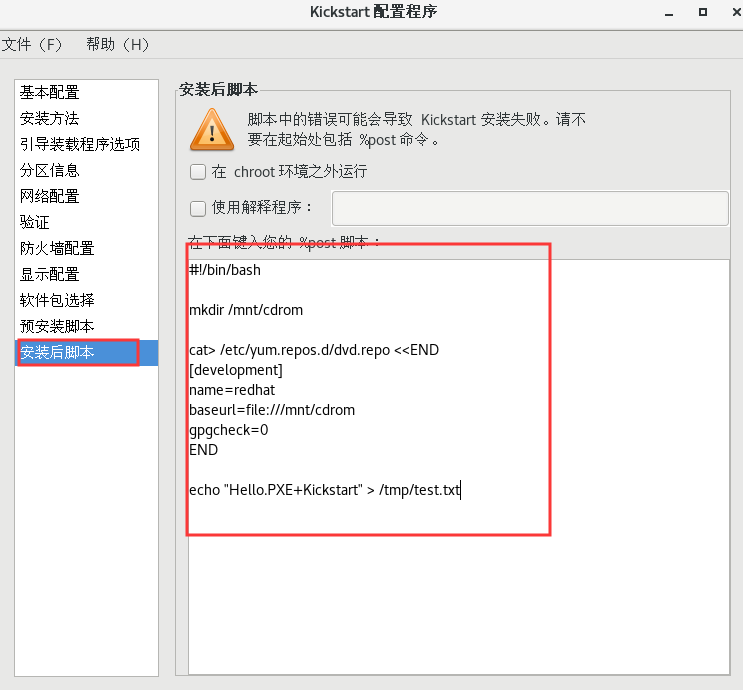 Kickstart 配置程序
文件（F） 帮助（H）
基本配置
安装方法
引导装载程序选项
分区信息
网络配置
验证
防火墙配置
显示配置
软件包选择
预安装脚本
安装后脚本
安装后脚本
脚本中的错误可能会导致 Kickstart 安装失败。请不
要在起始处包括 %post 命令。
在 chroot 环境之外运行
使用解释程序：
在下面键入您的 %post 脚本：
#!/bin/bash
mkdir /mnt/cdrom
cat> /etc/yum.repos.d/dvd.repo <<END
[development]
name=redhat
baseurl=file:///mnt/cdrom
gpgcheck=0
END
echo "Hello.PXE+Kickstart" > /tmp/test.txt